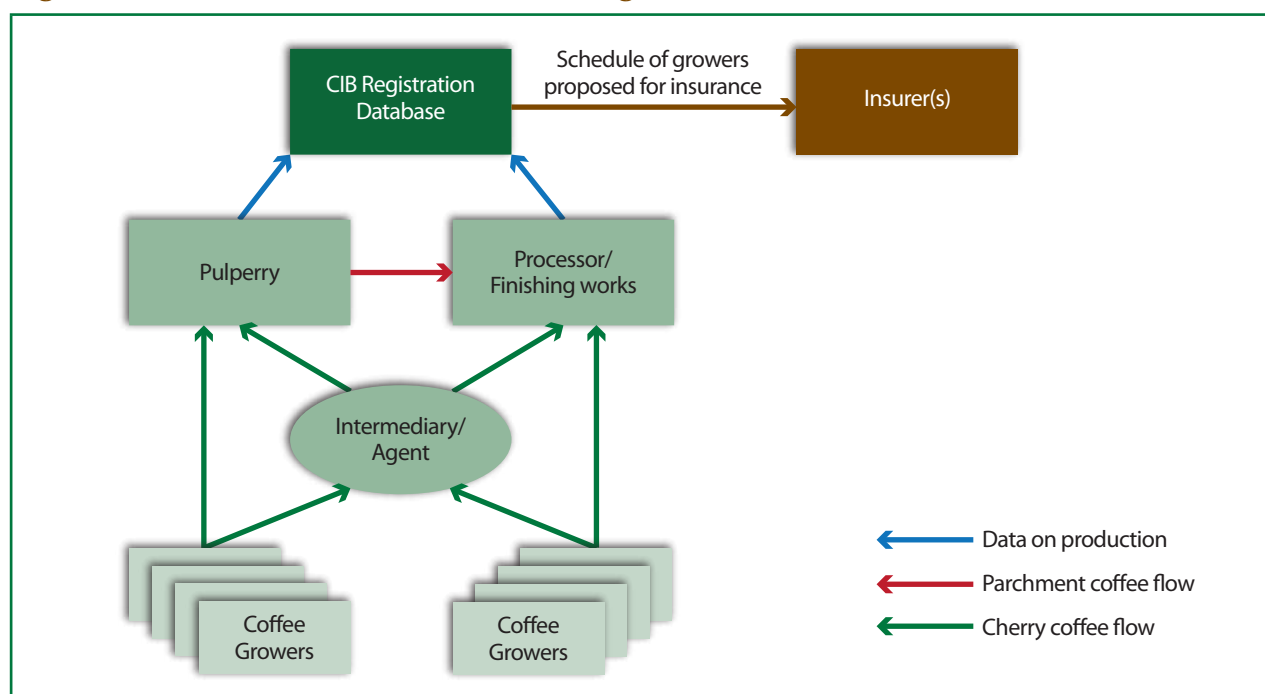 Schedule of growers
proposed for insurance
CIB Registration
Database
Insurer(s)
Pulperry
Processor/
Finishing works
Intermediary/
Agent
Coffee
Growers
Coffee
Growers
Data on production
Parchment coffee flow
Cherry coffee flow